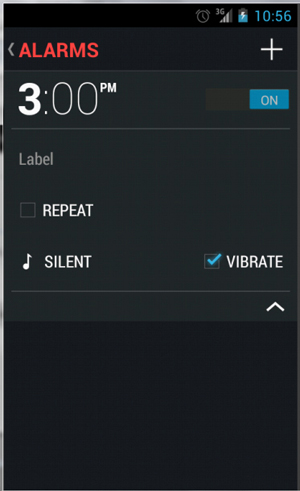 3G 10:56
ALARMS
3:00 PM
ON
Label
REPEAT
SILENT VIBRATE